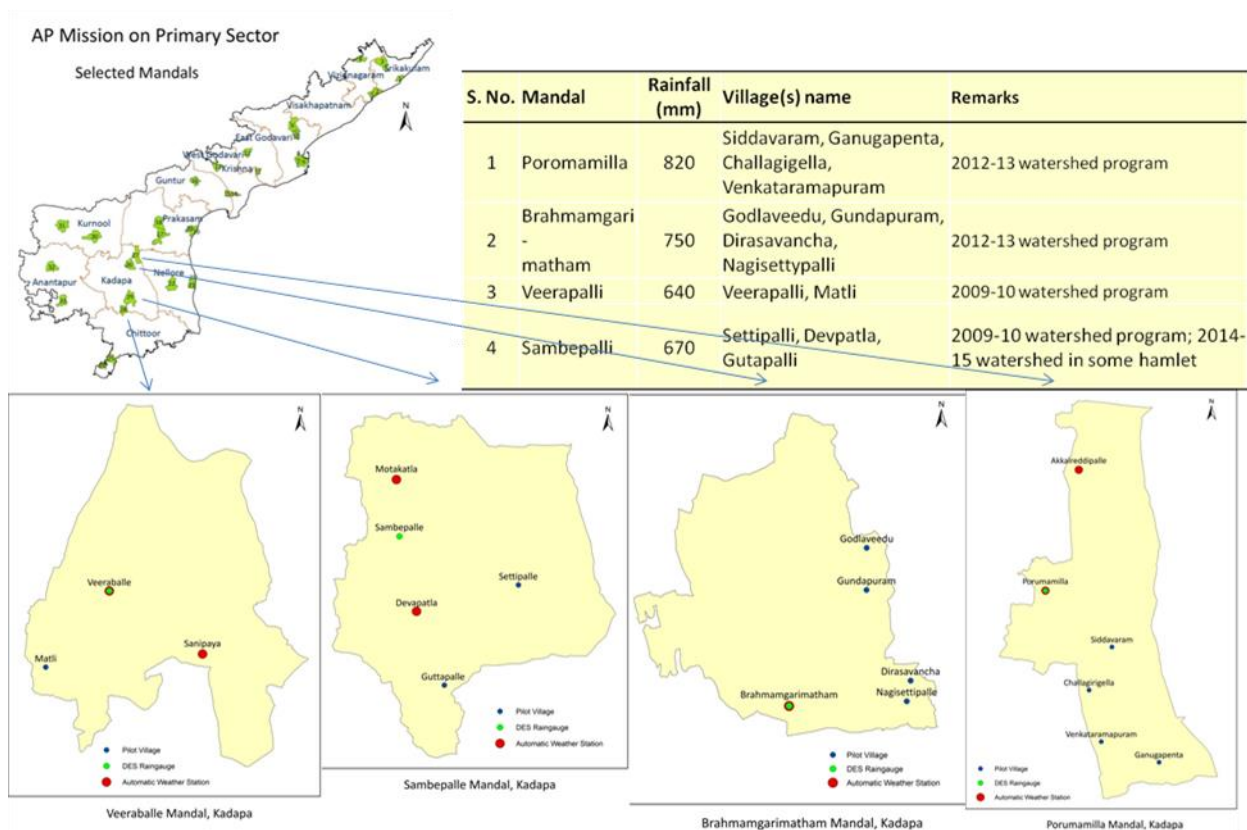 AP Mission on Primary Sector
Selected Mandals
Vizianagaram
Srikakulam
Visakhapatnam
N
East Godavari
West Godavari
Krishna
Guntur
Kurnool
Prakasam
Anantapur
Kadapa
Nellore
Chittoor
S. No. Mandal Rainfall (mm) Village(s) name Remarks
1 Poromamilla 820 Siddavaram, Ganugapenta,
Challagigella,
Venkataramapuram
2012-13 watershed program
2 Brahmamgari
-
matham
750 Godlaveedu, Gundapuram,
Dirasavancha,
Nagisettypalli
2012-13 watershed program
3 Veerapalli 640 Veerapalli, Matli 2009-10 watershed program
4 Sambepalli 670 Settipalli, Devpatla,
Gutapalli
2009-10 watershed program; 2014-
15 watershed in some hamlet
N
Veeraballe
Sanipaya
Matli
Pilot Village
DES Raingauge
Automatic Weather Station
Veeraballe Mandal, Kadapa
N
Motakatla
Sambepalle
Settipalle
Devapatla
Guttapalle
Pilot Village
DES Raingauge
Automatic Weather Station
Sambepalle Mandal, Kadapa
N
Godlaveedu
Gundapuram
Dirasavancha
Nagisettipalle
Brahmamgarimatham
Pilot Village
DES Raingauge
Automatic Weather Station
Brahmamgarimatham Mandal, Kadapa
N
Akkalreddipalle
Porumamilla
Siddavaram
Challagirigella
Venkataramapuram
Ganugapenta
Pilot Village
DES Raingauge
Automatic Weather Station
Porumamilla Mandal, Kadapa